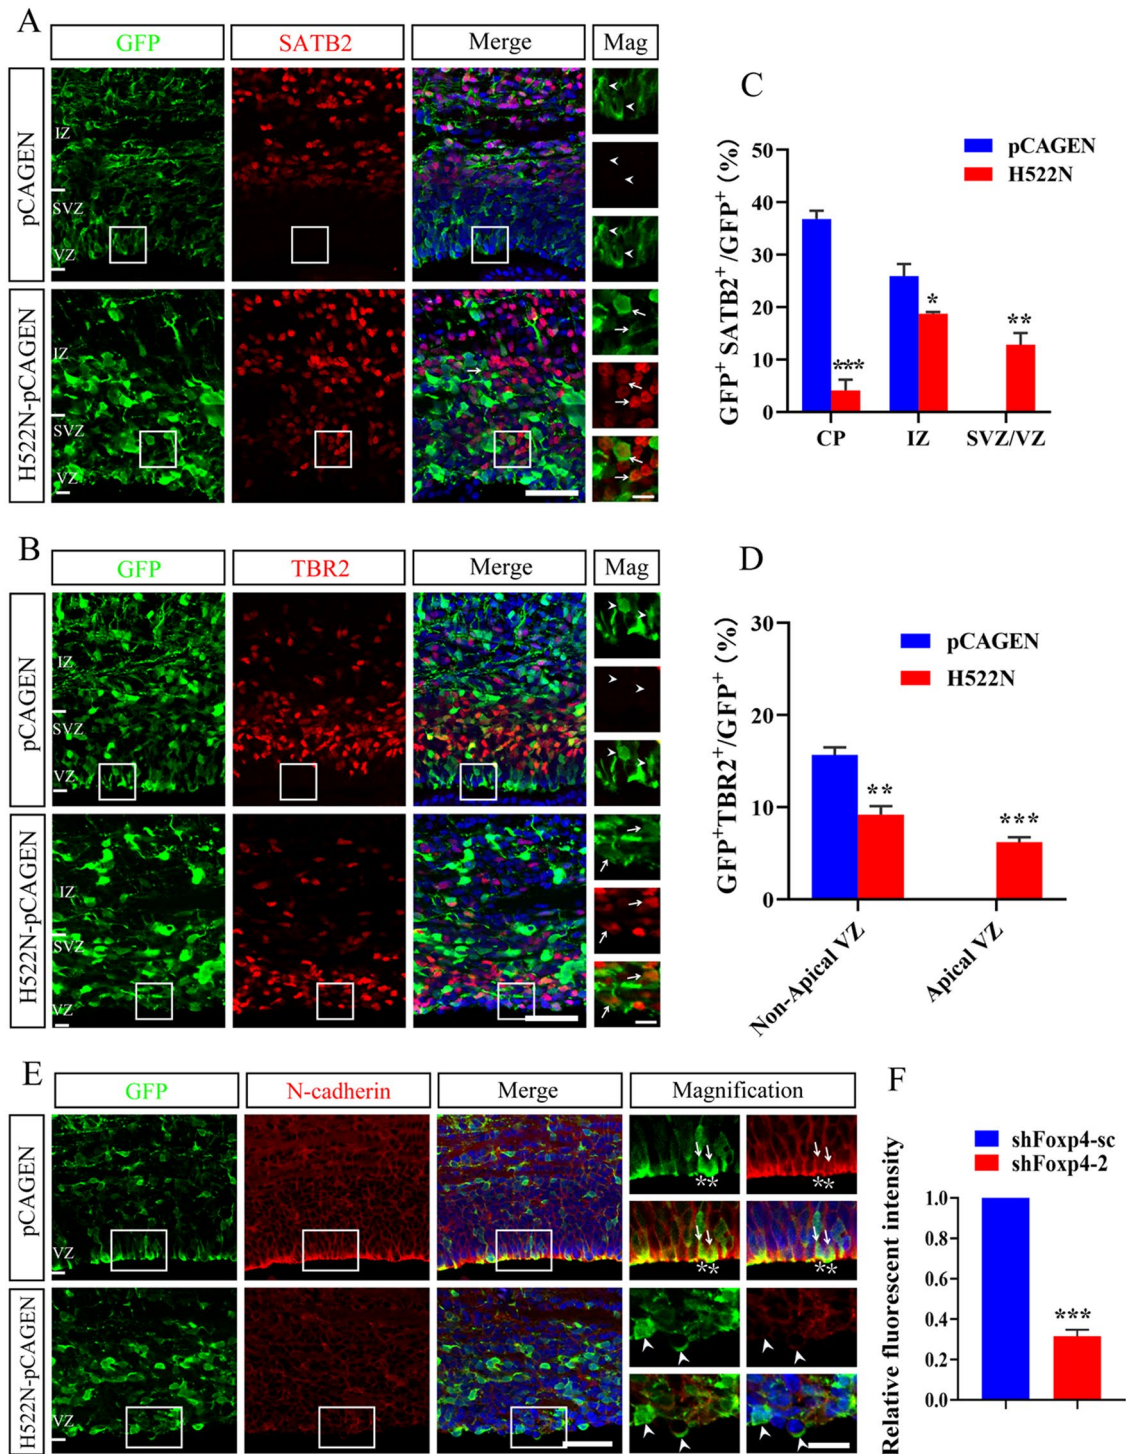 A
GFP
SATB2
Merge
Mag
pCAGEN
IZ
SVZ
VZ
H522N-pCAGEN
IZ
SVZ
VZ
C
GFP+ SATB2+/GFP+ (%)
50
40
30
20
10
0
pCAGEN
H522N
***
*
**
CP
IZ
SVZ/VZ
B
GFP
TBR2
Merge
Mag
pCAGEN
IZ
SVZ
VZ
H522N-pCAGEN
IZ
SVZ
VZ
D
GFP+TBR2+/GFP+ (%)
30
20
10
0
pCAGEN
H522N
**
***
Non-Apical VZ
Apical VZ
E
GFP
N-cadherin
Merge
Magnification
pCAGEN
VZ
**
**
**
**
H522N-pCAGEN
VZ
F
shFoxp4-sc
shFoxp4-2
Relative fluorescent intensity
1.0
0.8
0.6
0.4
0.2
0.0
***